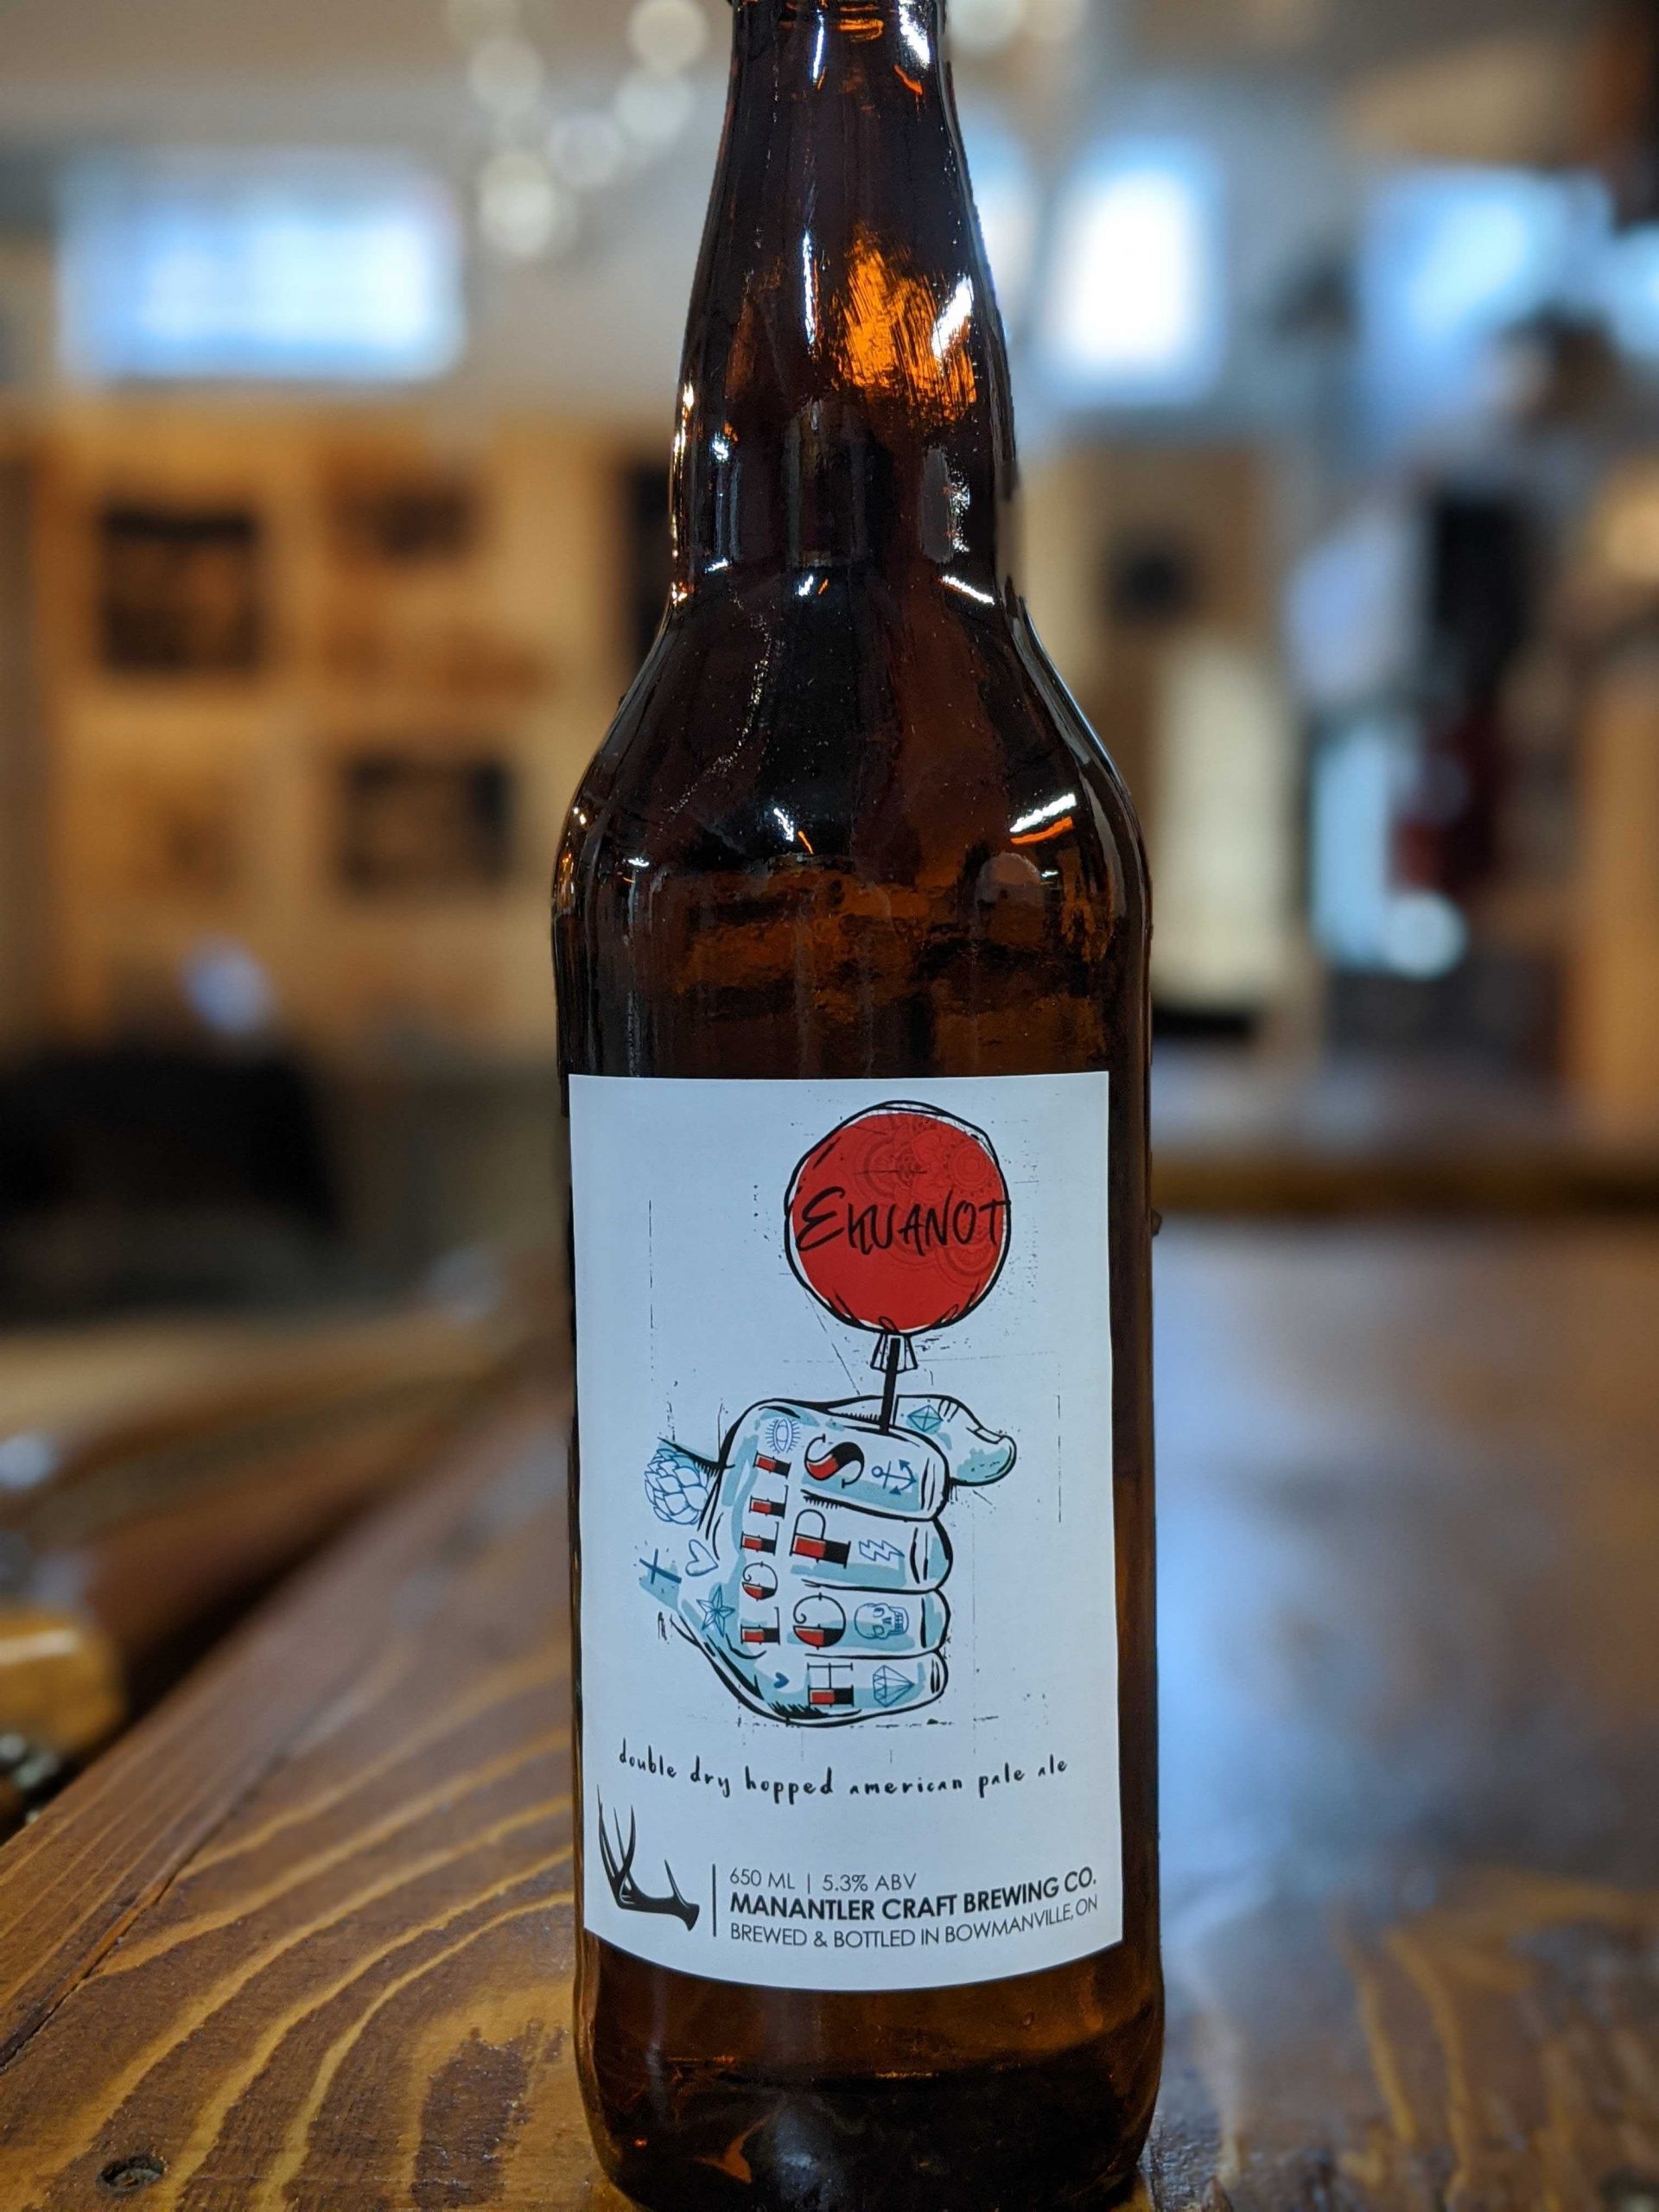 EKUANOT
double dry hopped american pale ale
650 ML | 5.3% ABV
MANANTLER CRAFT BREWING CO.
BREWED & BOTTLED IN BOWMANVILLE, ON